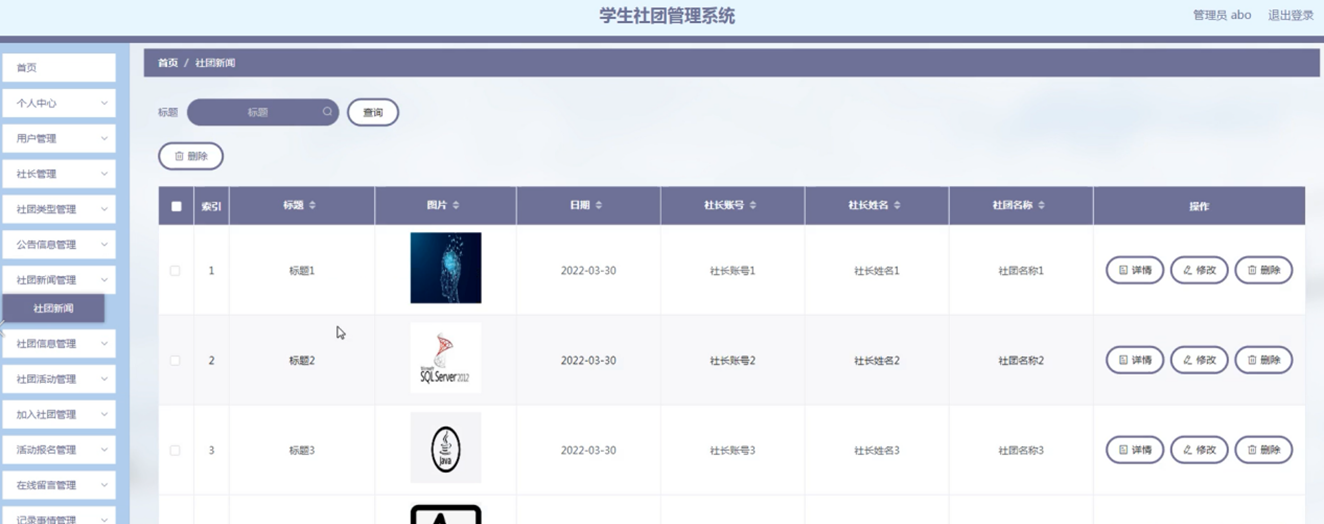 学生社团管理系统
管理员 abo 退出登录
首页
个人中心
用户管理
社长管理
社团类型管理
公告信息管理
社团新闻管理
社团新闻
社团信息管理
社团活动管理
加入社团管理
活动报名管理
在线留言管理
记录事情管理
首页 / 社团新闻
标题 标题 查询
删除
索引 标题 图片 日期 社长账号 社长姓名 社团名称 操作
1 标题1 2022-03-30 社长账号1 社长姓名1 社团名称1 详情 修改 删除
2 标题2 2022-03-30 社长账号2 社长姓名2 社团名称2 详情 修改 删除
SQL Server 2012
3 标题3 2022-03-30 社长账号3 社长姓名3 社团名称3 详情 修改 删除
java